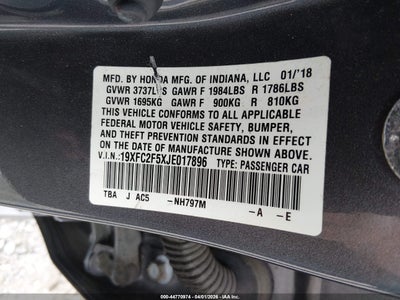 MFD. BY HONDA MFG. OF INDIANA, LLC 01/'18
GVWR 3737LBS GAWR F 1984LBS R 1786LBS
GVWR 1695KG GAWR F 900KG R 810KG
THIS VEHICLE CONFORMS TO ALL APPLICABLE
FEDERAL MOTOR VEHICLE SAFETY, BUMPER,
AND THEFT PREVENTION STANDARDS IN EFFECT
ON THE DATE OF MANUFACTURE SHOWN ABOVE.
V.I.N.: 19XFC2F5XJE017896 TYPE: PASSENGER CAR
TBA J AC5 -NH797M -A -E
© IAA 44770974 | 04/01/2026 - IAAI.COM